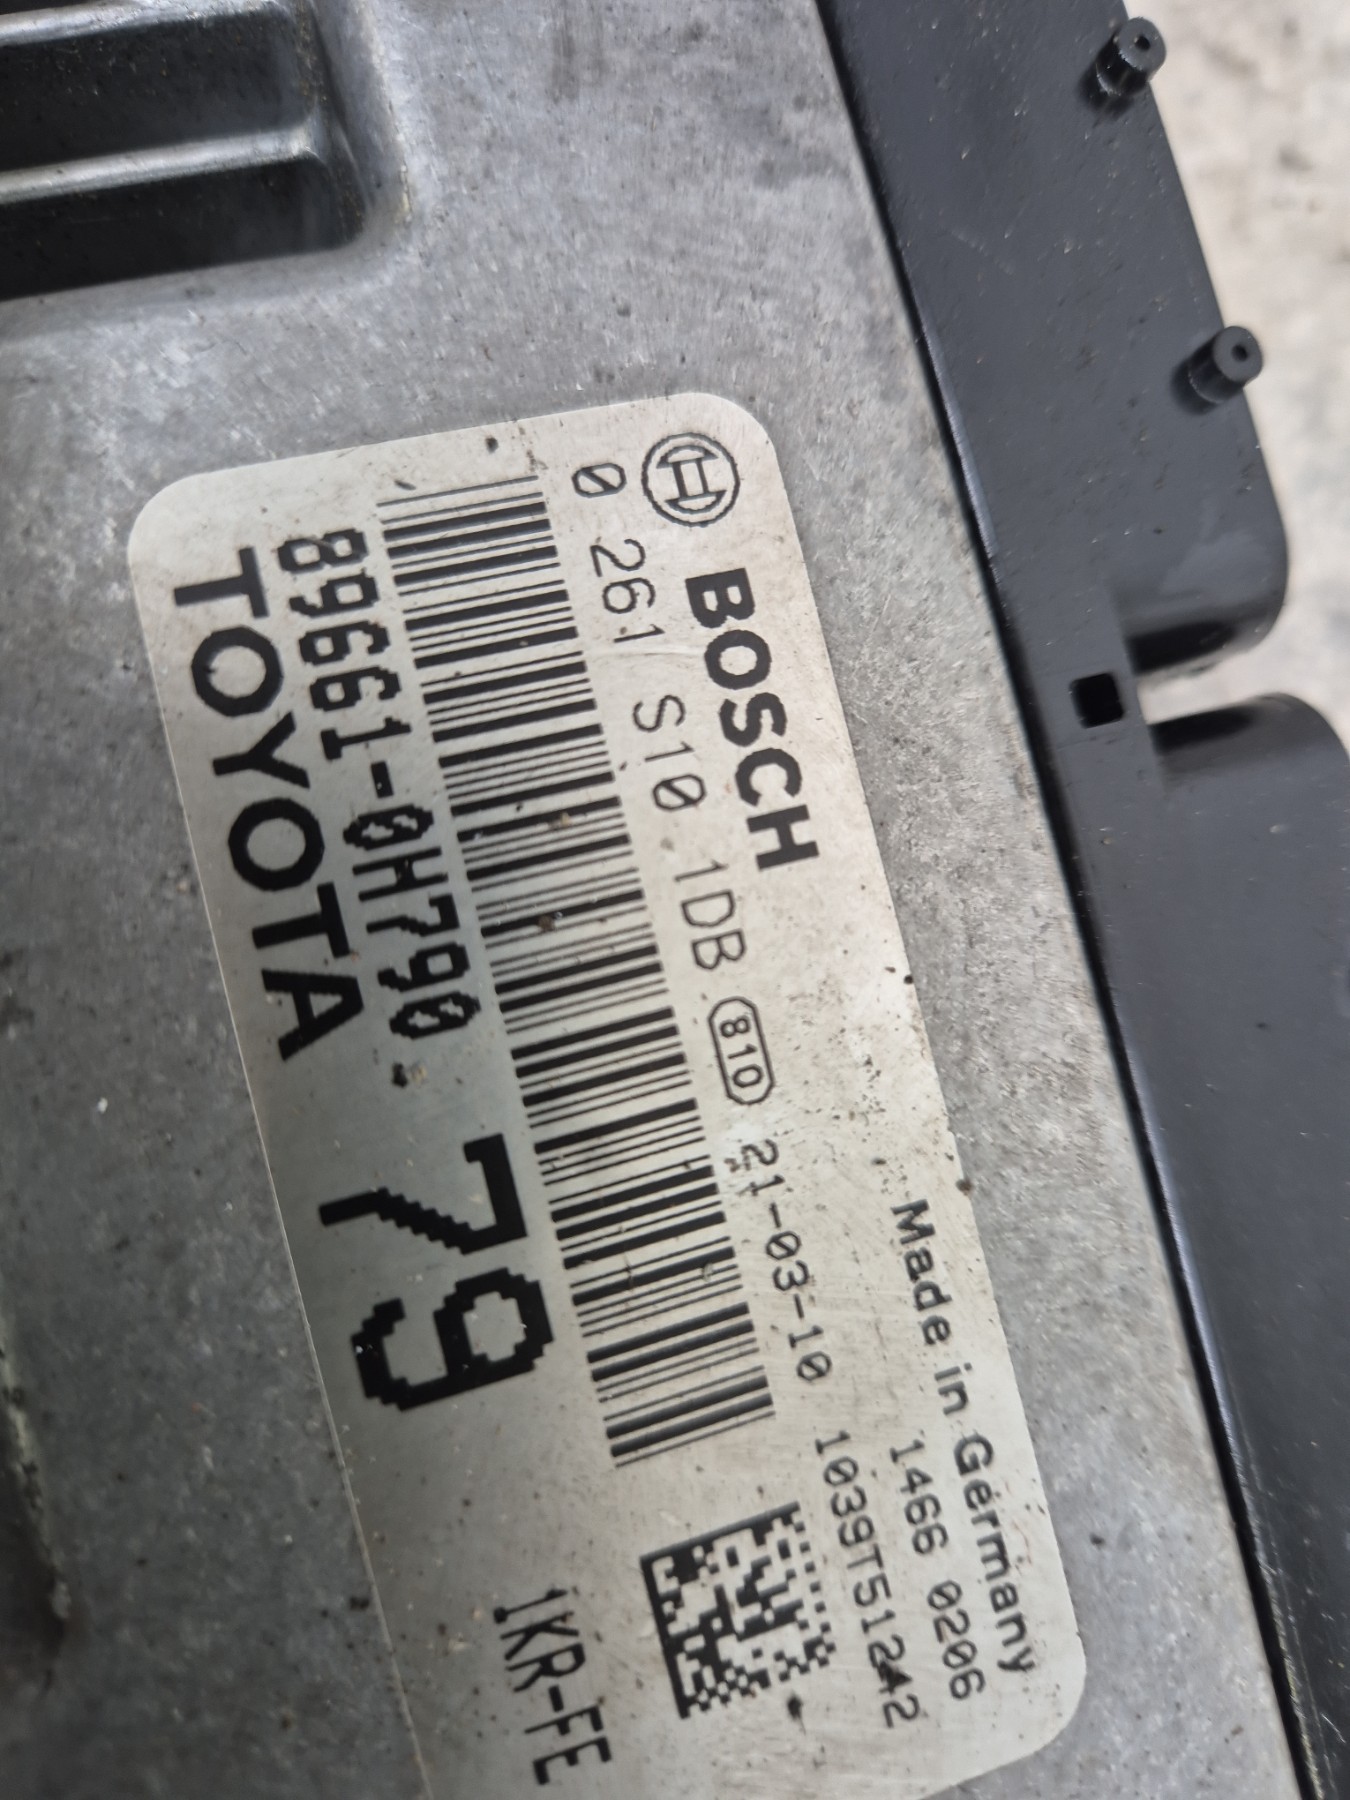 BOSCH
Made in Germany
1466 0206
0 261 S10 1DB 810 21-03-10 1039T51242
89661-0H790
TOYOTA
79
1KR-FE